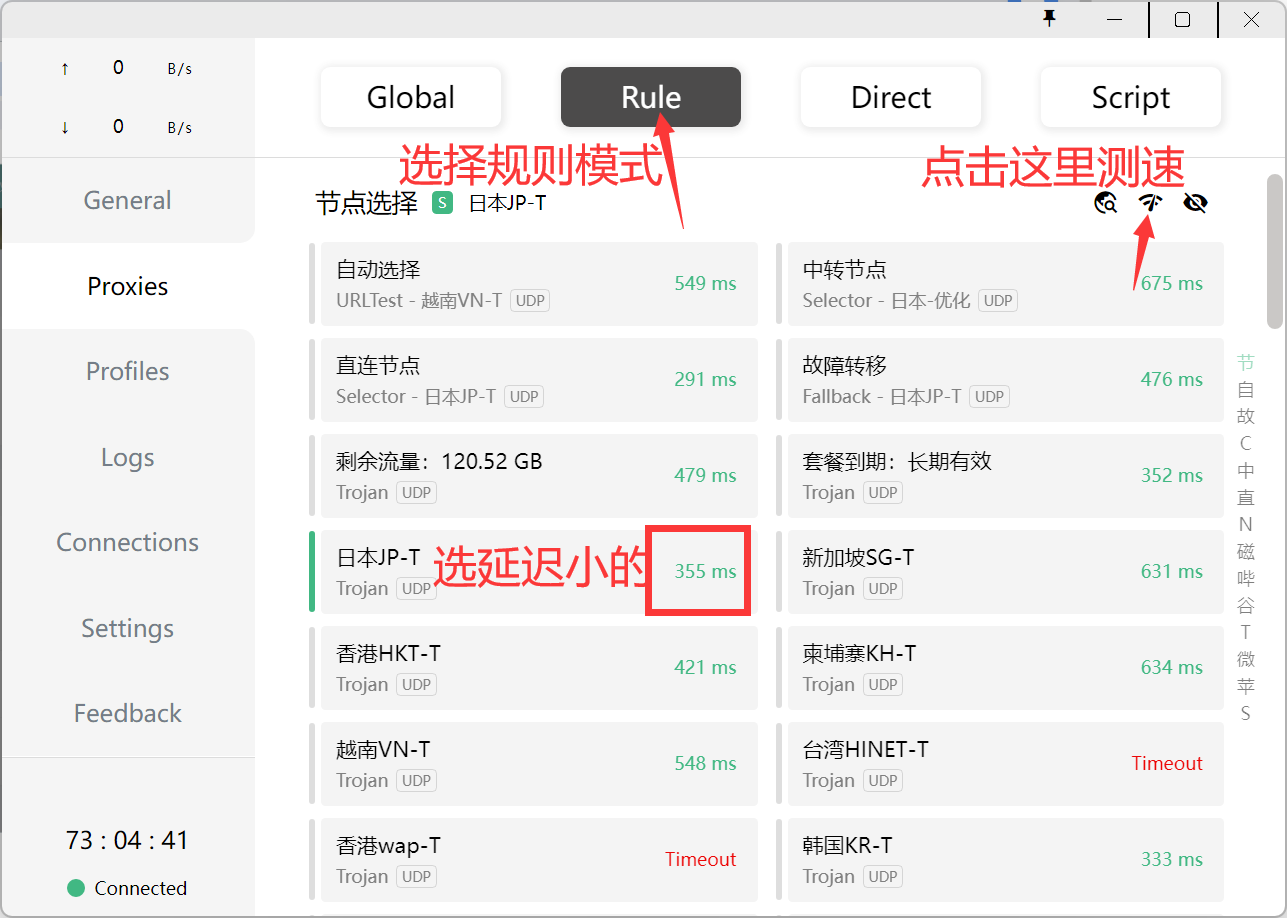 ↑ 0 B/s
↓ 0 B/s
General
Proxies
Profiles
Logs
Connections
Settings
Feedback
73 : 04 : 41
Connected
Global Rule Direct Script
选择规则模式 点击这里测速
节点选择 S 日本JP-T
自动选择
URLTest - 越南VN-T UDP
549 ms
中转节点
Selector - 日本-优化 UDP
675 ms
直连节点
Selector - 日本JP-T UDP
291 ms
故障转移
Fallback - 日本JP-T UDP
476 ms
剩余流量：120.52 GB
Trojan UDP
479 ms
套餐到期：长期有效
Trojan UDP
352 ms
日本JP-T
Trojan UDP
选延迟小的
355 ms
新加坡SG-T
Trojan UDP
631 ms
香港HKT-T
Trojan UDP
421 ms
柬埔寨KH-T
Trojan UDP
634 ms
越南VN-T
Trojan UDP
548 ms
台湾HINET-T
Trojan UDP
Timeout
香港wap-T
Trojan UDP
Timeout
韩国KR-T
Trojan UDP
333 ms
节
自
故
C
中
直
N
磁
哔
谷
T
微
苹
S